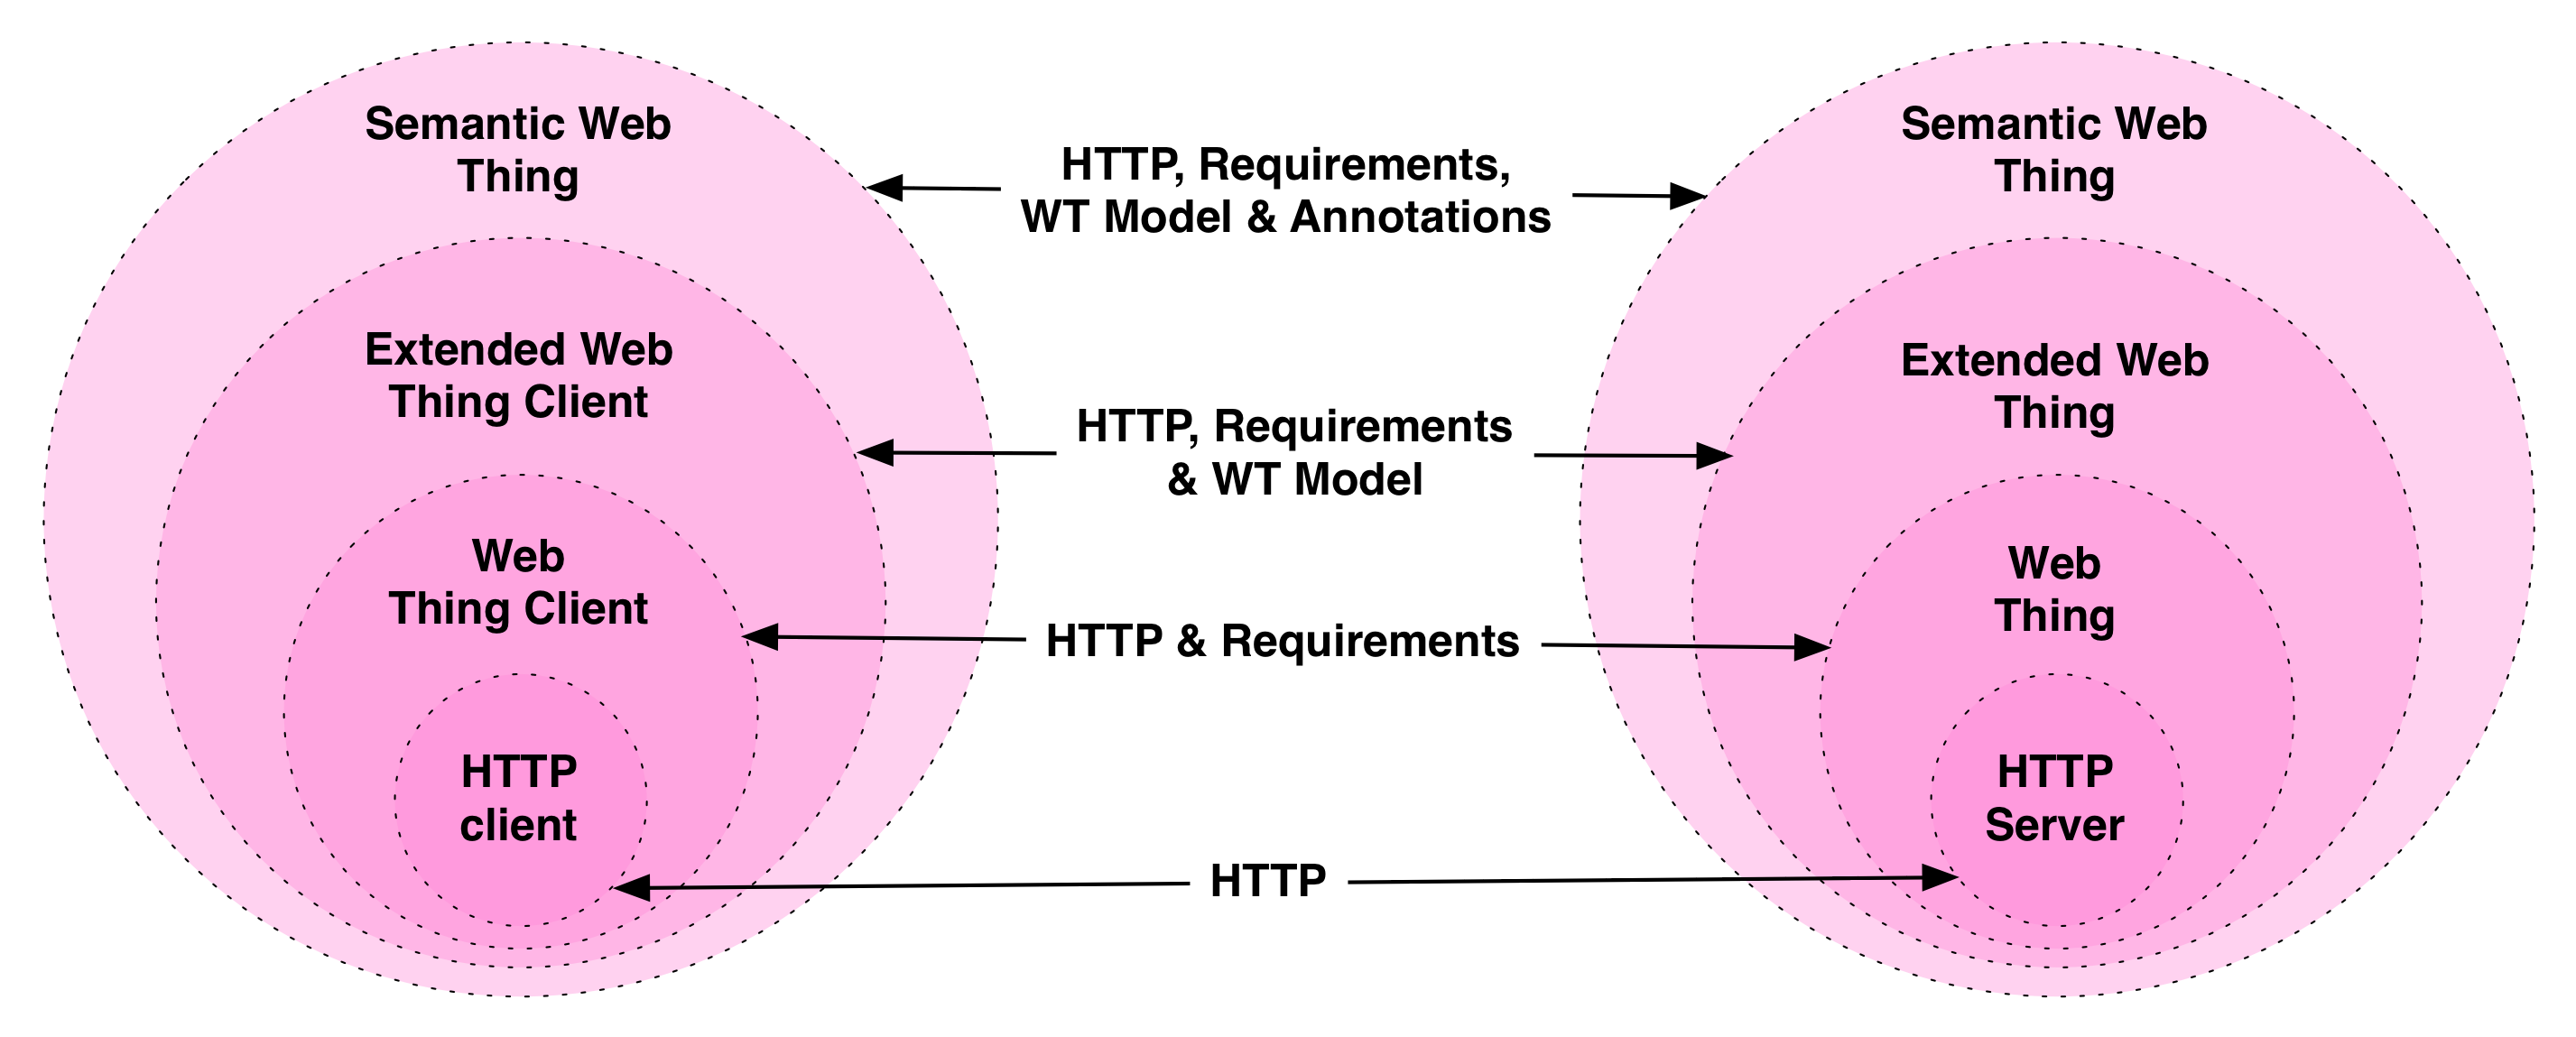 Semantic Web
Thing
Extended Web
Thing Client
Web
Thing Client
HTTP
client
HTTP, Requirements,
WT Model & Annotations
HTTP, Requirements
& WT Model
HTTP & Requirements
HTTP
Semantic Web
Thing
Extended Web
Thing
Web
Thing
HTTP
Server